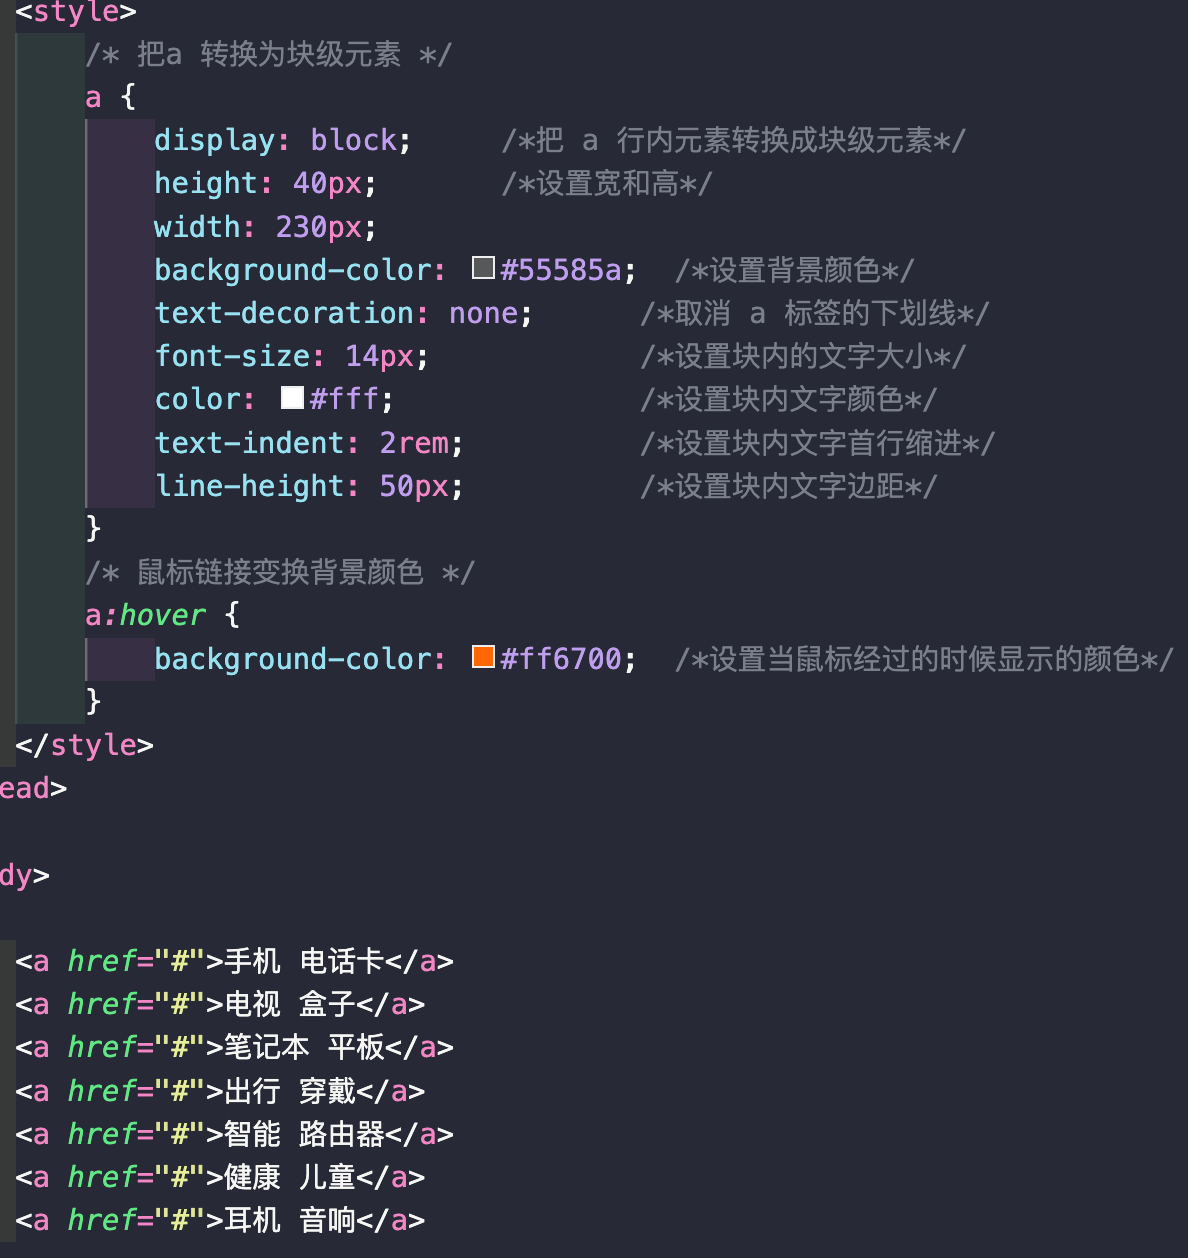 <style>
/* 把a 转换为块级元素 */
a {
display: block; /*把 a 行内元素转换成块级元素*/
height: 40px; /*设置宽和高*/
width: 230px;
background-color: #55585a; /*设置背景颜色*/
text-decoration: none; /*取消 a 标签的下划线*/
font-size: 14px; /*设置块内的文字大小*/
color: #fff; /*设置块内文字颜色*/
text-indent: 2rem; /*设置块内文字首行缩进*/
line-height: 50px; /*设置块内文字边距*/
}
/* 鼠标链接变换背景颜色 */
a:hover {
background-color: #ff6700; /*设置当鼠标经过的时候显示的颜色*/
}
</style>
ead>
dy>
<a href="#">手机 电话卡</a>
<a href="#">电视 盒子</a>
<a href="#">笔记本 平板</a>
<a href="#">出行 穿戴</a>
<a href="#">智能 路由器</a>
<a href="#">健康 儿童</a>
<a href="#">耳机 音响</a>